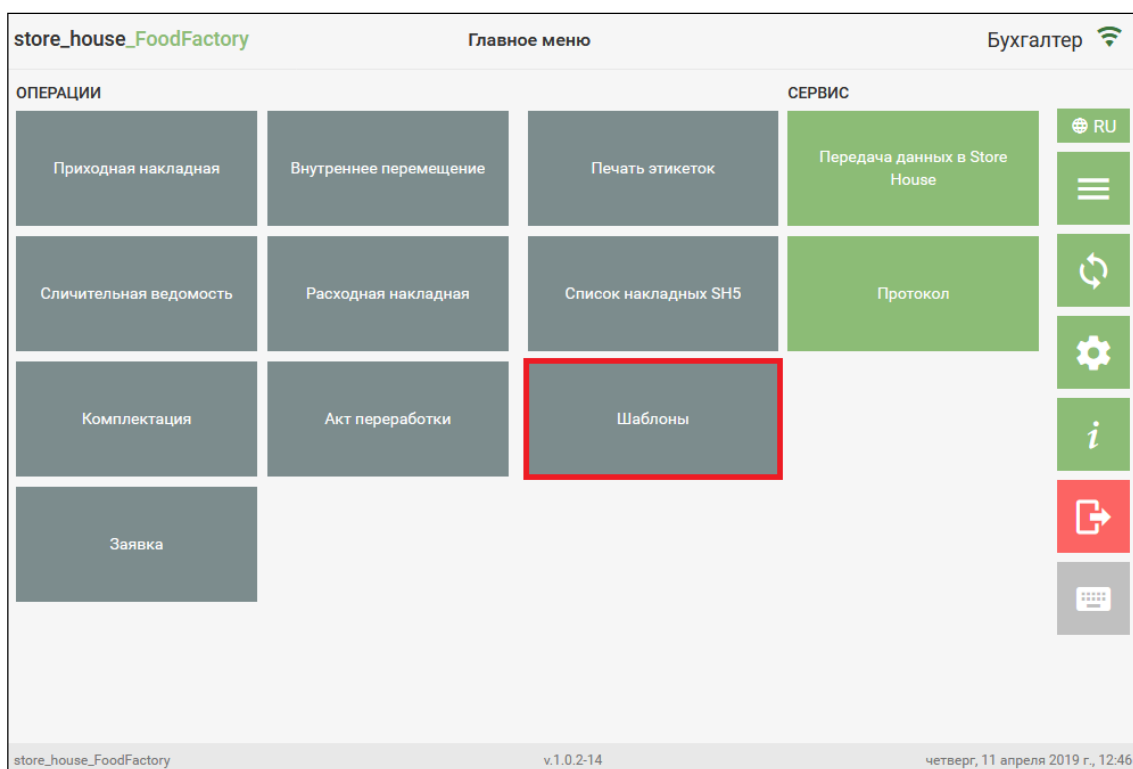 store_house_FoodFactory
Главное меню
Бухгалтер
ОПЕРАЦИИ
СЕРВИС
Приходная накладная
Внутреннее перемещение
Печать этикеток
Передача данных в Store
House
RU
Сличительная ведомость
Расходная накладная
Список накладных SH5
Протокол
Комплектация
Акт переработки
Шаблоны
i
Заявка
store_house_FoodFactory
v.1.0.2-14
четверг, 11 апреля 2019 г., 12:46